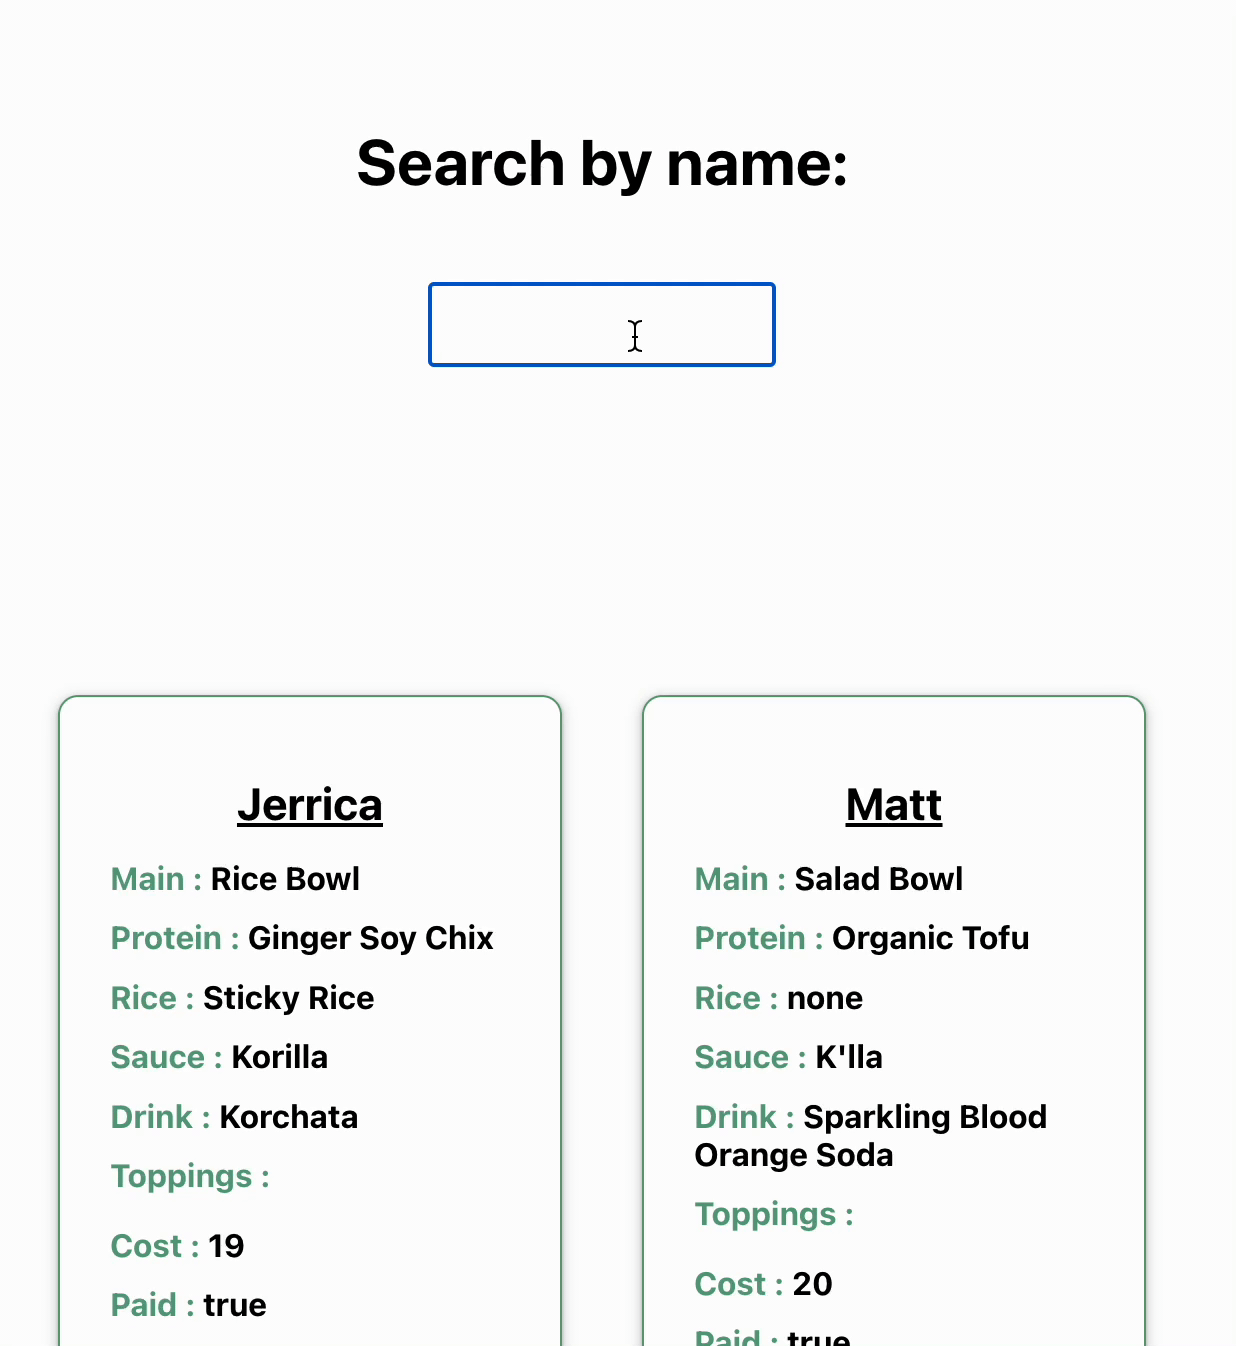 Search by name:
Jerrica
Main : Rice Bowl
Protein : Ginger Soy Chix
Rice : Sticky Rice
Sauce : Korilla
Drink : Korchata
Toppings :
Cost : 19
Paid : true
Matt
Main : Salad Bowl
Protein : Organic Tofu
Rice : none
Sauce : K'lla
Drink : Sparkling Blood
Orange Soda
Toppings :
Cost : 20
Paid : true